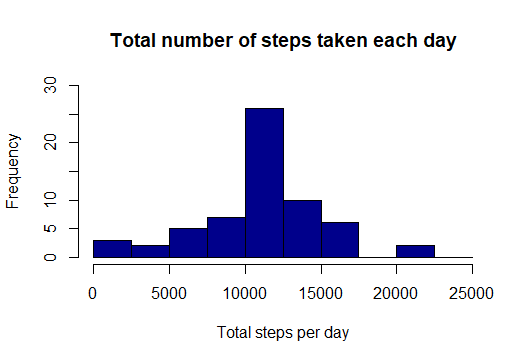 Total number of steps taken each day
Frequency
30
20
10
5
0
0 5000 10000 15000 20000 25000
Total steps per day